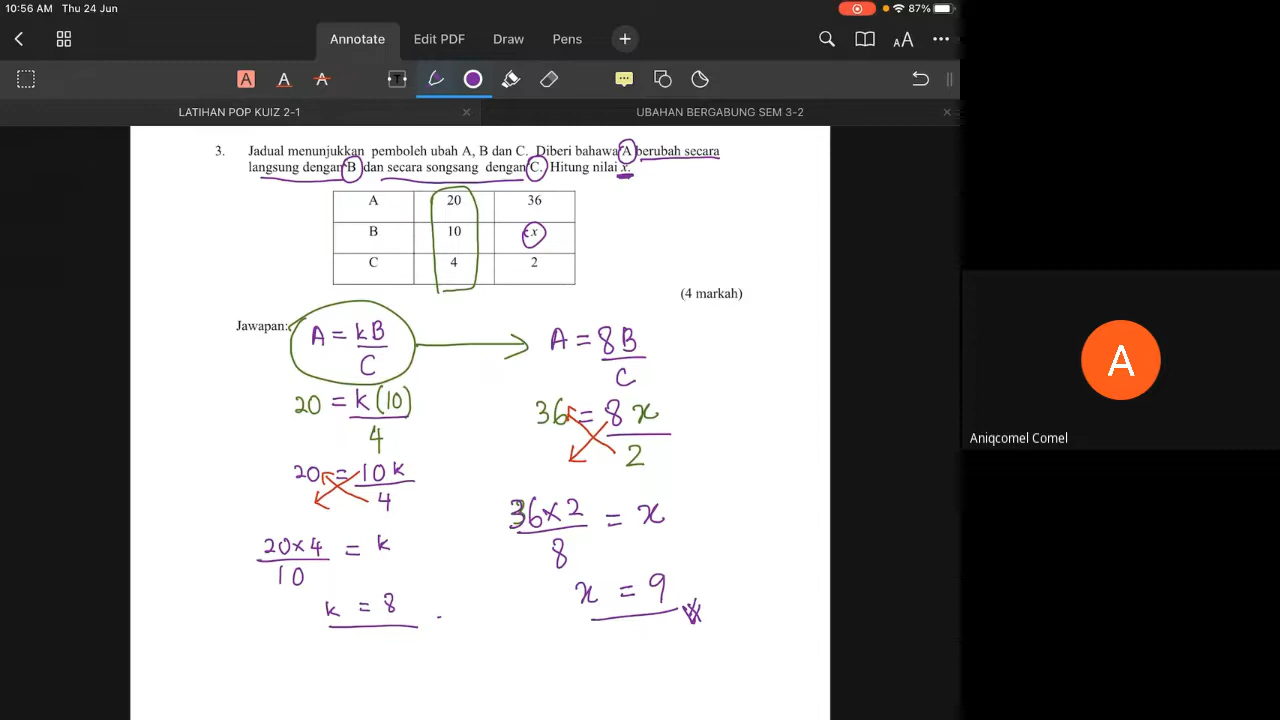 10:56 AM Thu 24 Jun
87%
Annotate Edit PDF Draw Pens
AA
A A A T
LATIHAN POP KUIZ 2-1
UBAHAN BERGABUNG SEM 3-2
3. Jadual menunjukkan pemboleh ubah A, B dan C. Diberi bahawa A berubah secara
langsung dengan B dan secara songsang dengan C. Hitung nilai x.
A 20 36
B 10 x
C 4 2
(4 markah)
Jawapan:
A = kB
C
20 = k(10)
4
20 = 10k
4
20×4 = k
10
k = 8
A = 8B
C
36 = 8x
2
36×2 = x
8
x = 9
A
Aniqcomel Comel